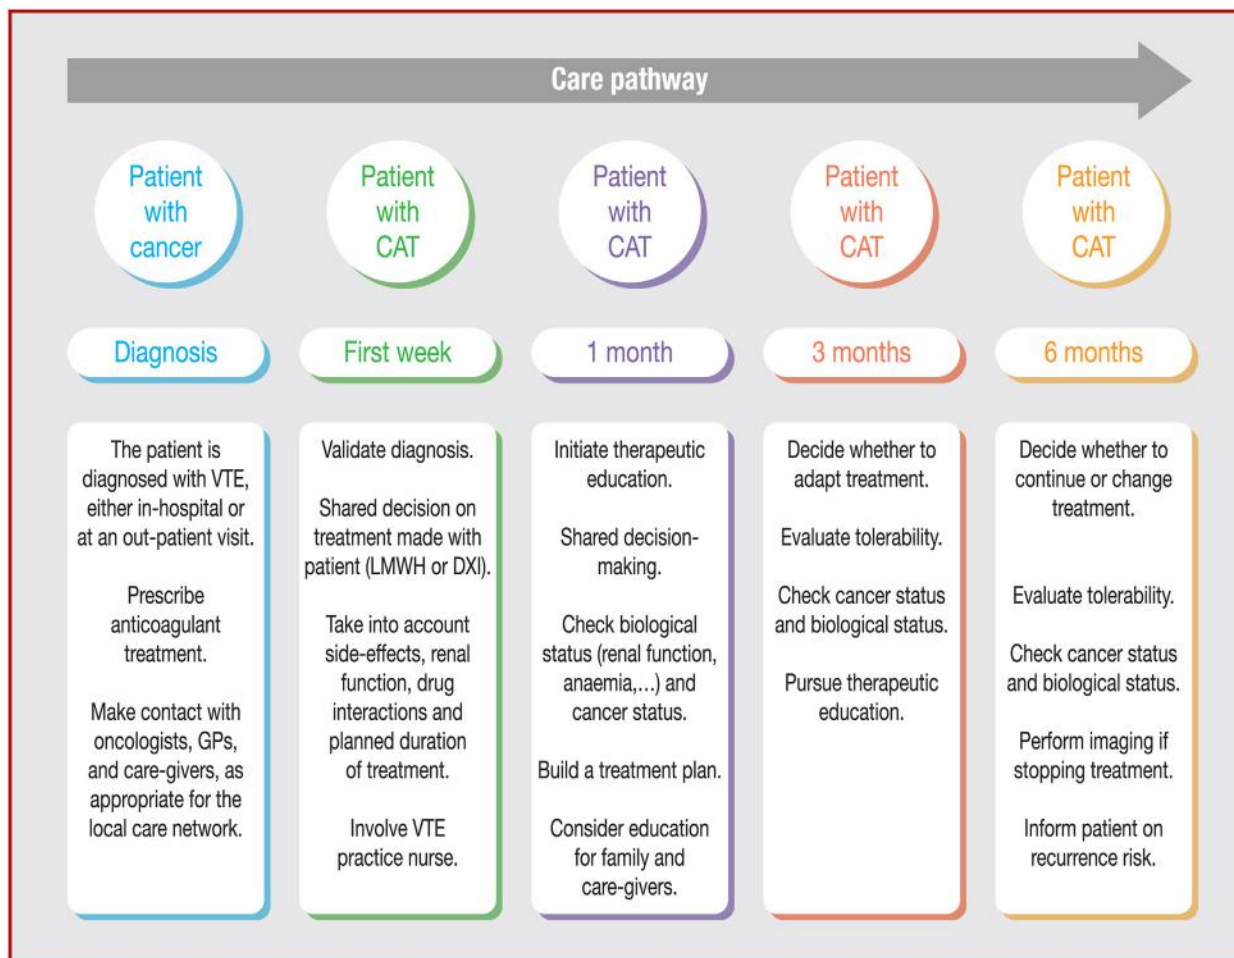 Care pathway
Patient
with
cancer
Patient
with
CAT
Patient
with
CAT
Patient
with
CAT
Patient
with
CAT
Diagnosis
First week
1 month
3 months
6 months
The patient is
diagnosed with VTE,
either in-hospital or
at an out-patient visit.
Prescribe
anticoagulant
treatment.
Make contact with
oncologists, GPs,
and care-givers, as
appropriate for the
local care network.
Validate diagnosis.
Shared decision on
treatment made with
patient (LMWH or DXI).
Take into account
side-effects, renal
function, drug
interactions and
planned duration
of treatment.
Involve VTE
practice nurse.
Initiate therapeutic
education.
Shared decision-
making.
Check biological
status (renal function,
anaemia,...) and
cancer status.
Build a treatment plan.
Consider education
for family and
care-givers.
Decide whether to
adapt treatment.
Evaluate tolerability.
Check cancer status
and biological status.
Pursue therapeutic
education.
Decide whether to
continue or change
treatment.
Evaluate tolerability.
Check cancer status
and biological status.
Perform imaging if
stopping treatment.
Inform patient on
recurrence risk.